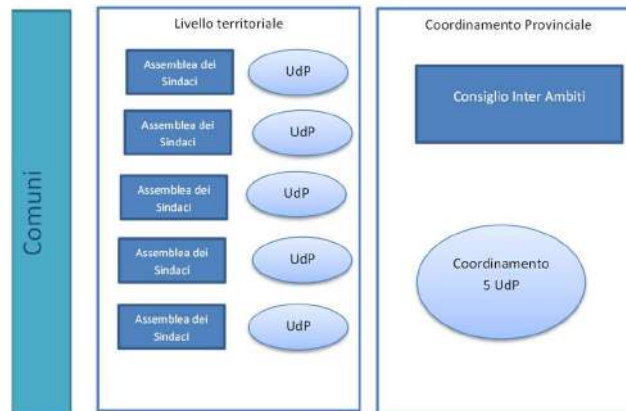 Comuni
Livello territoriale
Assemblea dei
Sindaci
UdP
Assemblea dei
Sindaci
UdP
Assemblea dei
Sindaci
UdP
Assemblea dei
Sindaci
UdP
Assemblea dei
Sindaci
UdP
Coordinamento Provinciale
Consiglio Inter Ambiti
Coordinamento
5 UdP